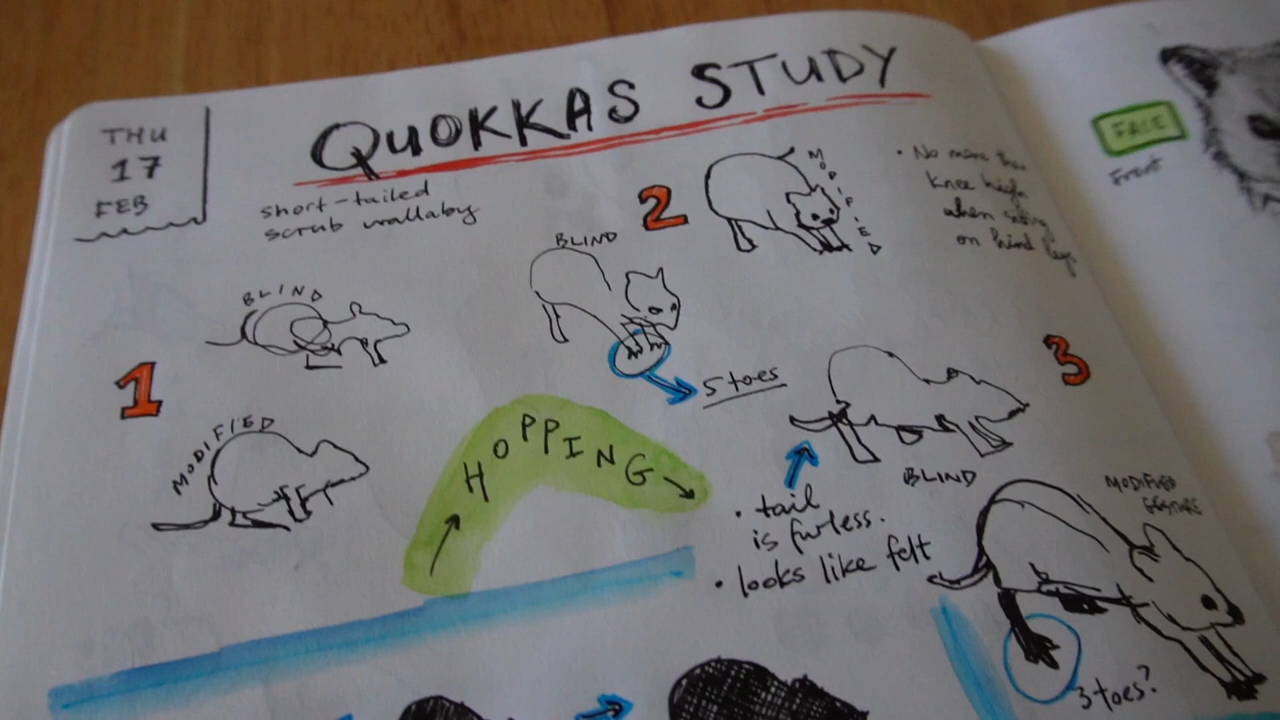 THU
17
FEB
QUOKKAS STUDY
short-tailed
scrub wallaby
1
BLIND
MODIFIED
2
BLIND
MODIFIED
5 toes
• No more than
knee high
when sitting
on hind legs
HOPPING
3
BLIND
• tail
is furless.
• looks like felt
MODIFIED
GESTURE
3 toes?
FACE
Front